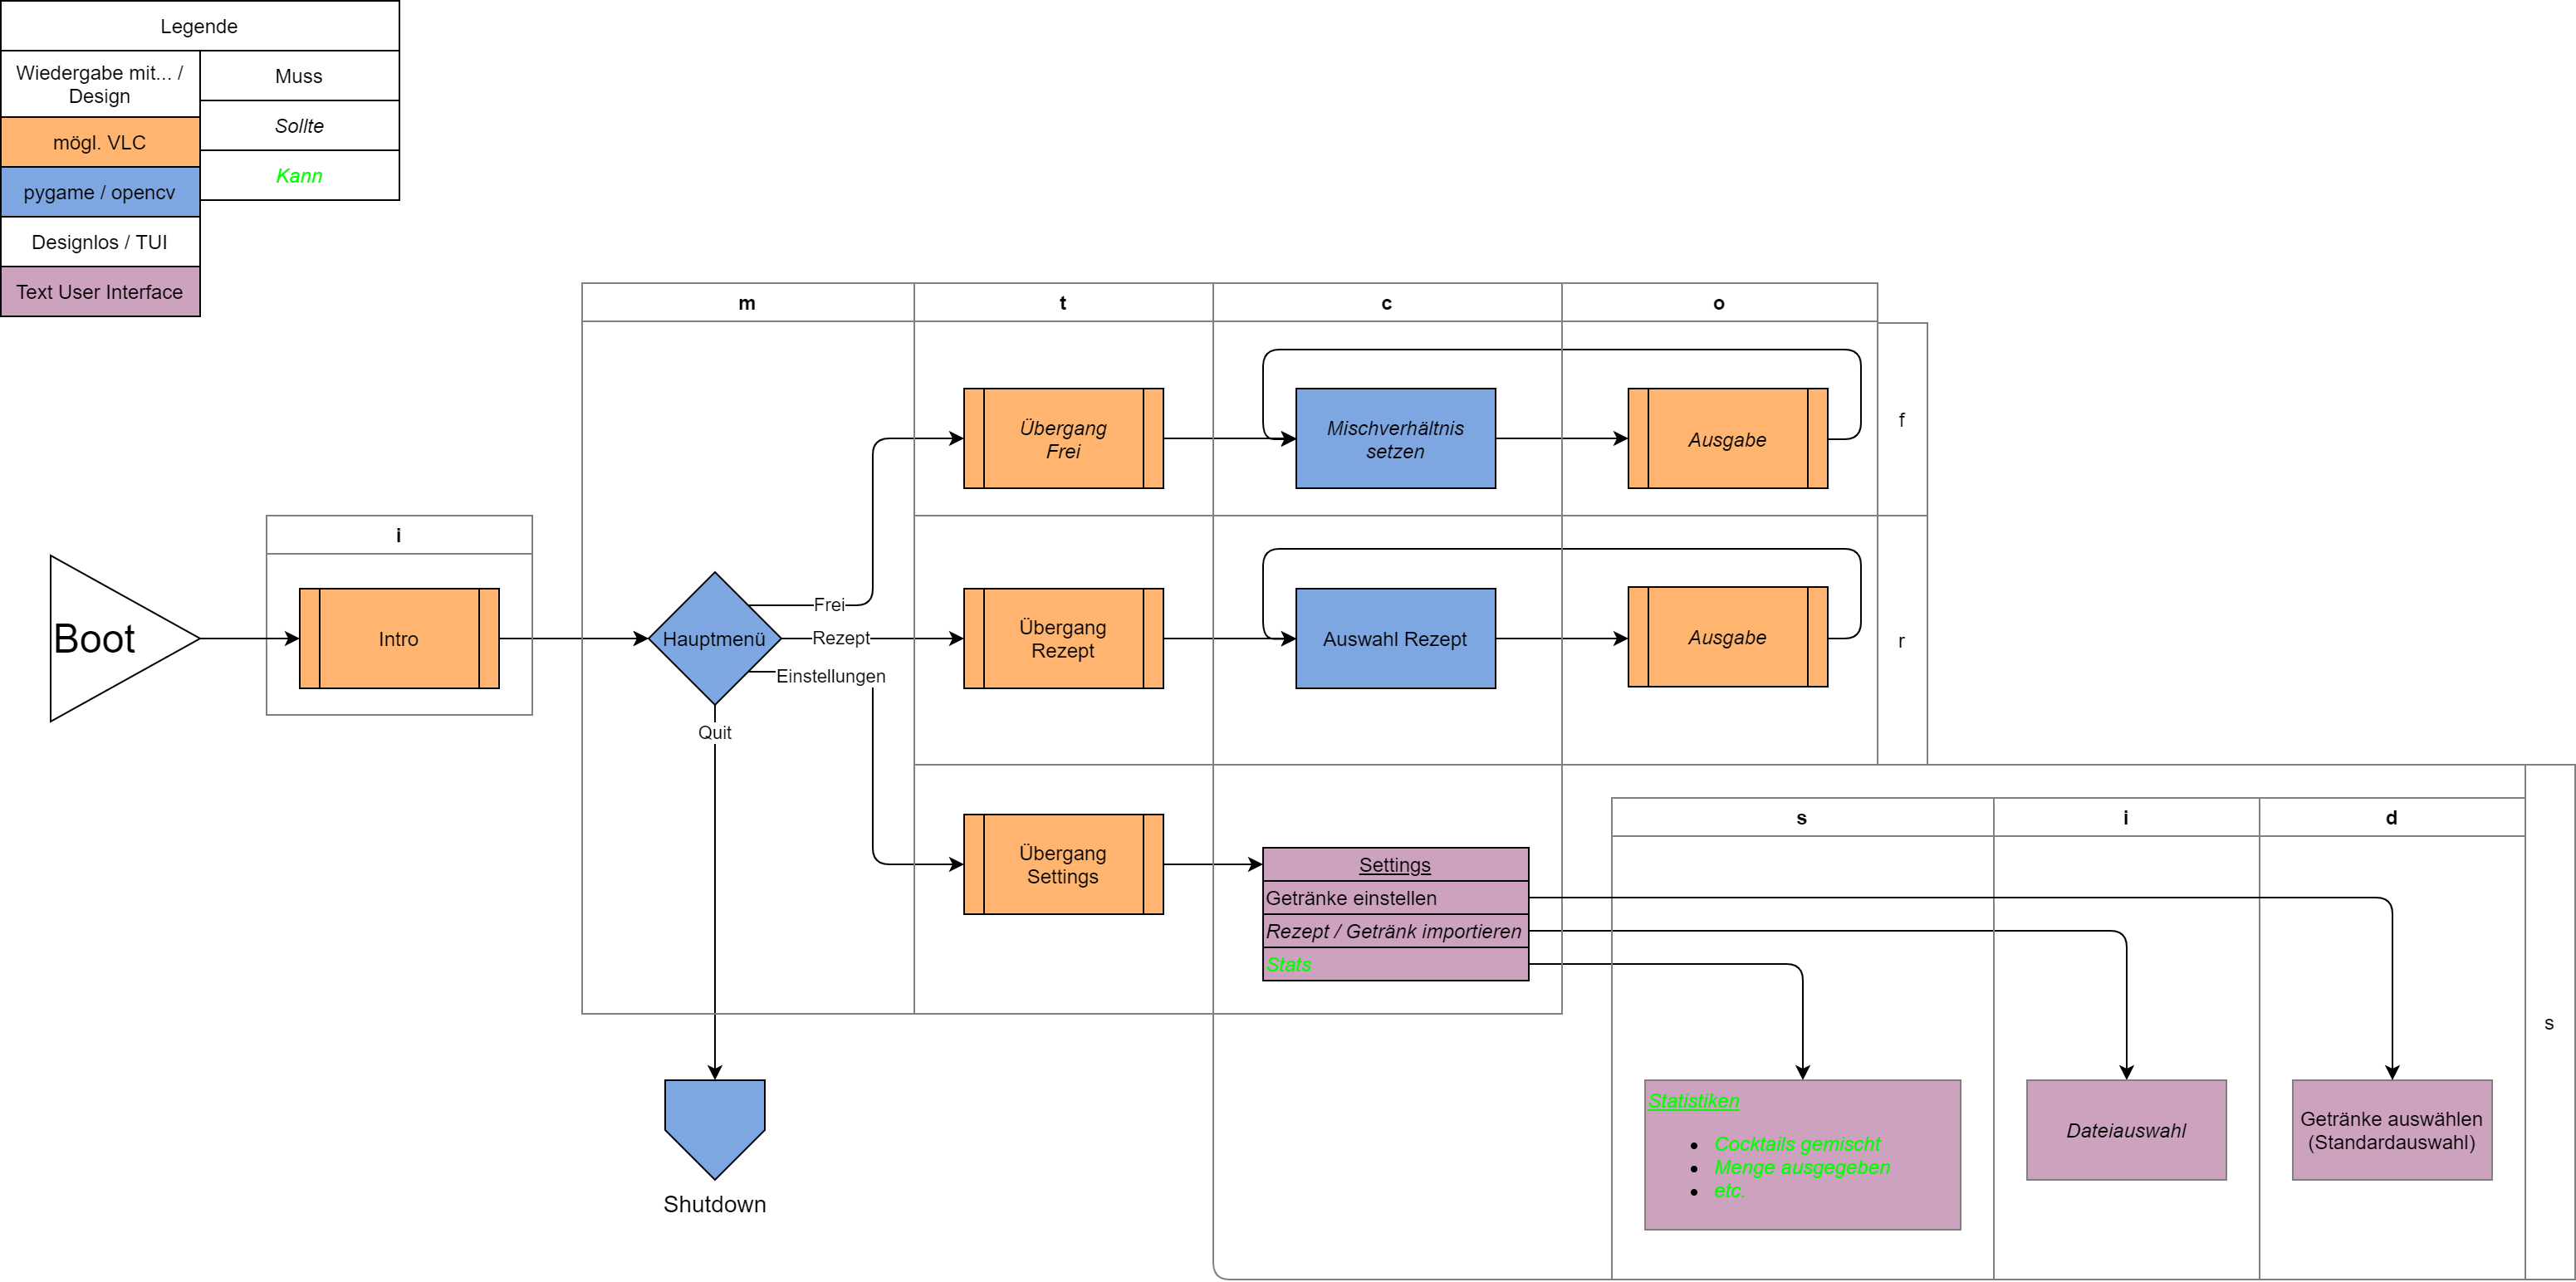 Legende
Wiedergabe mit... /
Design
Muss
Sollte
mögl. VLC
Kann
pygame / opencv
Designlos / TUI
Text User Interface
m
t
c
o
f
Übergang
Frei
Mischverhältnis
setzen
Ausgabe
i
Boot
Intro
Hauptmenü
Frei
Rezept
Einstellungen
Quit
Übergang
Rezept
Auswahl Rezept
Ausgabe
r
Übergang
Settings
Settings
Getränke einstellen
Rezept / Getränk importieren
Stats
s
i
d
s
Statistiken
Cocktails gemischt
Menge ausgegeben
etc.
Dateiauswahl
Getränke auswählen
(Standardauswahl)
Shutdown